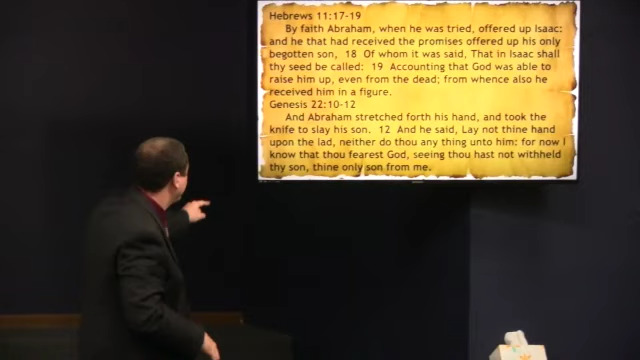 Hebrews 11:17-19
By faith Abraham, when he was tried, offered up Isaac:
and he that had received the promises offered up his only
begotten son, 18 Of whom it was said, That in Isaac shall
thy seed be called: 19 Accounting that God was able to
raise him up, even from the dead; from whence also he
received him in a figure.
Genesis 22:10-12
And Abraham stretched forth his hand, and took the
knife to slay his son. 12 And he said, Lay not thine hand
upon the lad, neither do thou any thing unto him: for now I
know that thou fearest God, seeing thou hast not withheld
thy son, thine only son from me.